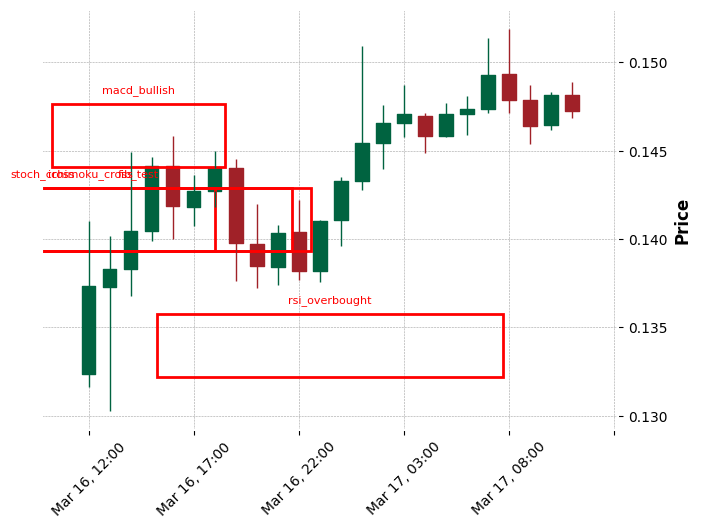 macd_bullish
stoch_cross
ichimoku_cross
fib_test
rsi_overbought
0.150
0.145
0.140
0.135
0.130
Price
Mar 16, 12:00
Mar 16, 17:00
Mar 16, 22:00
Mar 17, 03:00
Mar 17, 08:00